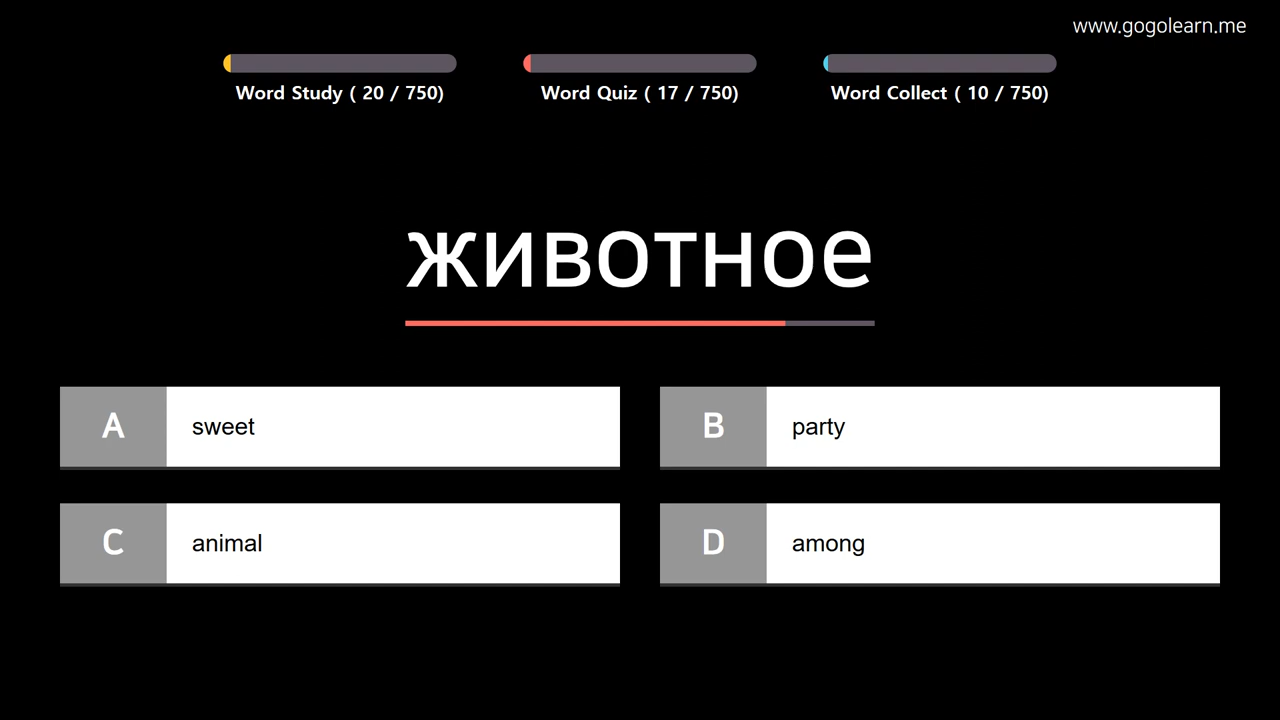 www.gogolearn.me
Word Study ( 20 / 750)
Word Quiz ( 17 / 750)
Word Collect ( 10 / 750)
животное
A sweet
B party
C animal
D among